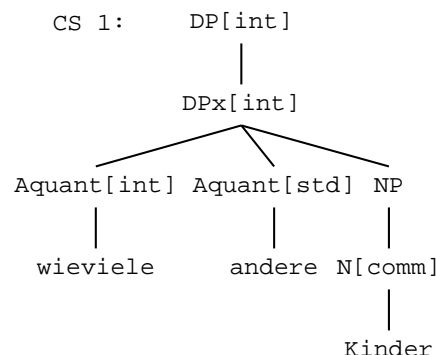 CS 1: DP[int]
DPx[int]
Aquant[int] Aquant[std] NP
wieviele andere N[comm]
Kinder